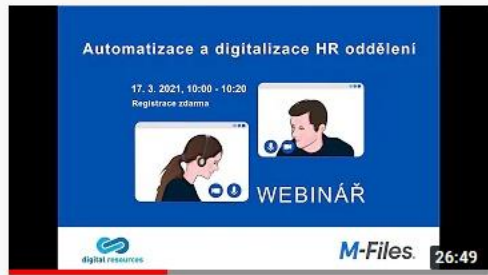 Automatizace a digitalizace HR oddělení
17. 3. 2021, 10:00 - 10:20
Registrace zdarma
WEBINÁŘ
digital resources
M-Files.
26:49